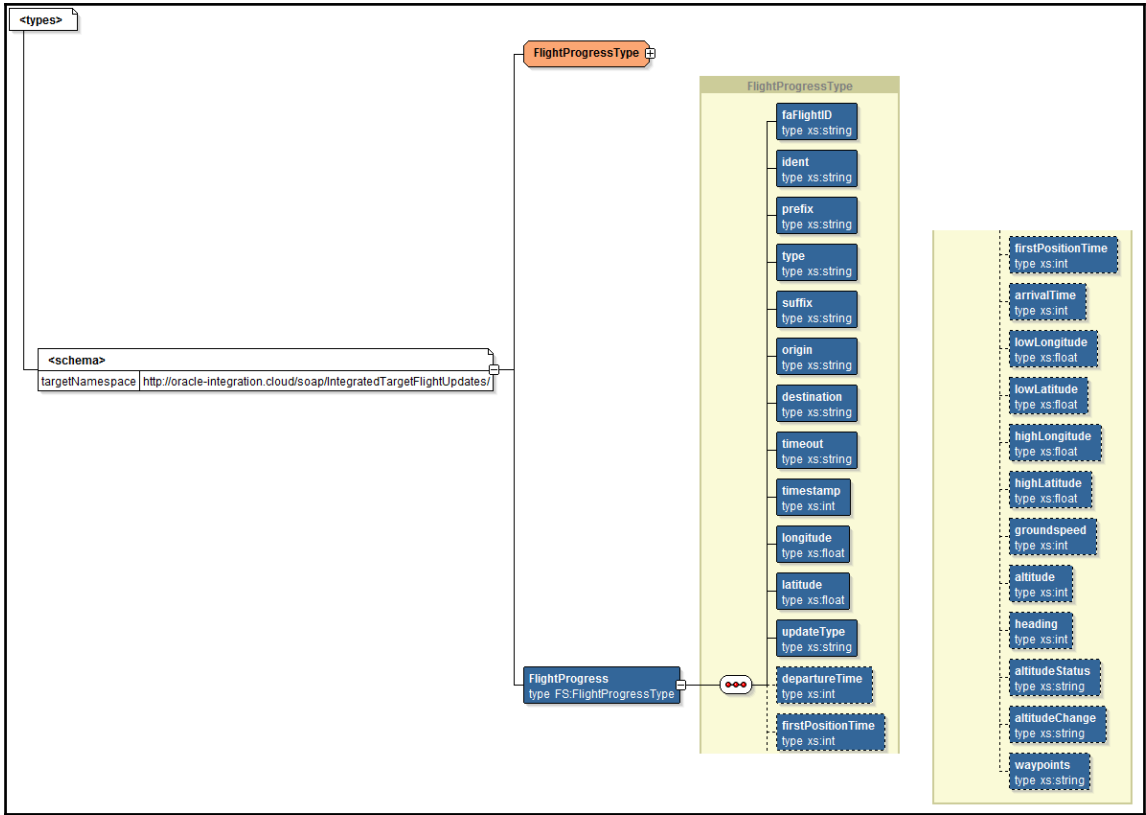 <types>
FlightProgressType
FlightProgressType
faFlightID
type xs:string
ident
type xs:string
prefix
type xs:string
type
type xs:string
suffix
type xs:string
origin
type xs:string
destination
type xs:string
timeout
type xs:string
timestamp
type xs:int
longitude
type xs:float
latitude
type xs:float
updateType
type xs:string
departureTime
type xs:int
firstPositionTime
type xs:int
firstPositionTime
type xs:int
arrivalTime
type xs:int
lowLongitude
type xs:float
lowLatitude
type xs:float
highLongitude
type xs:float
highLatitude
type xs:float
groundspeed
type xs:int
altitude
type xs:int
heading
type xs:int
altitudeStatus
type xs:string
altitudeChange
type xs:string
waypoints
type xs:string
<schema>
targetNamespace http://oracle-integration.cloud/soap/IntegratedTargetFlightUpdates/
FlightProgress
type FS:FlightProgressType